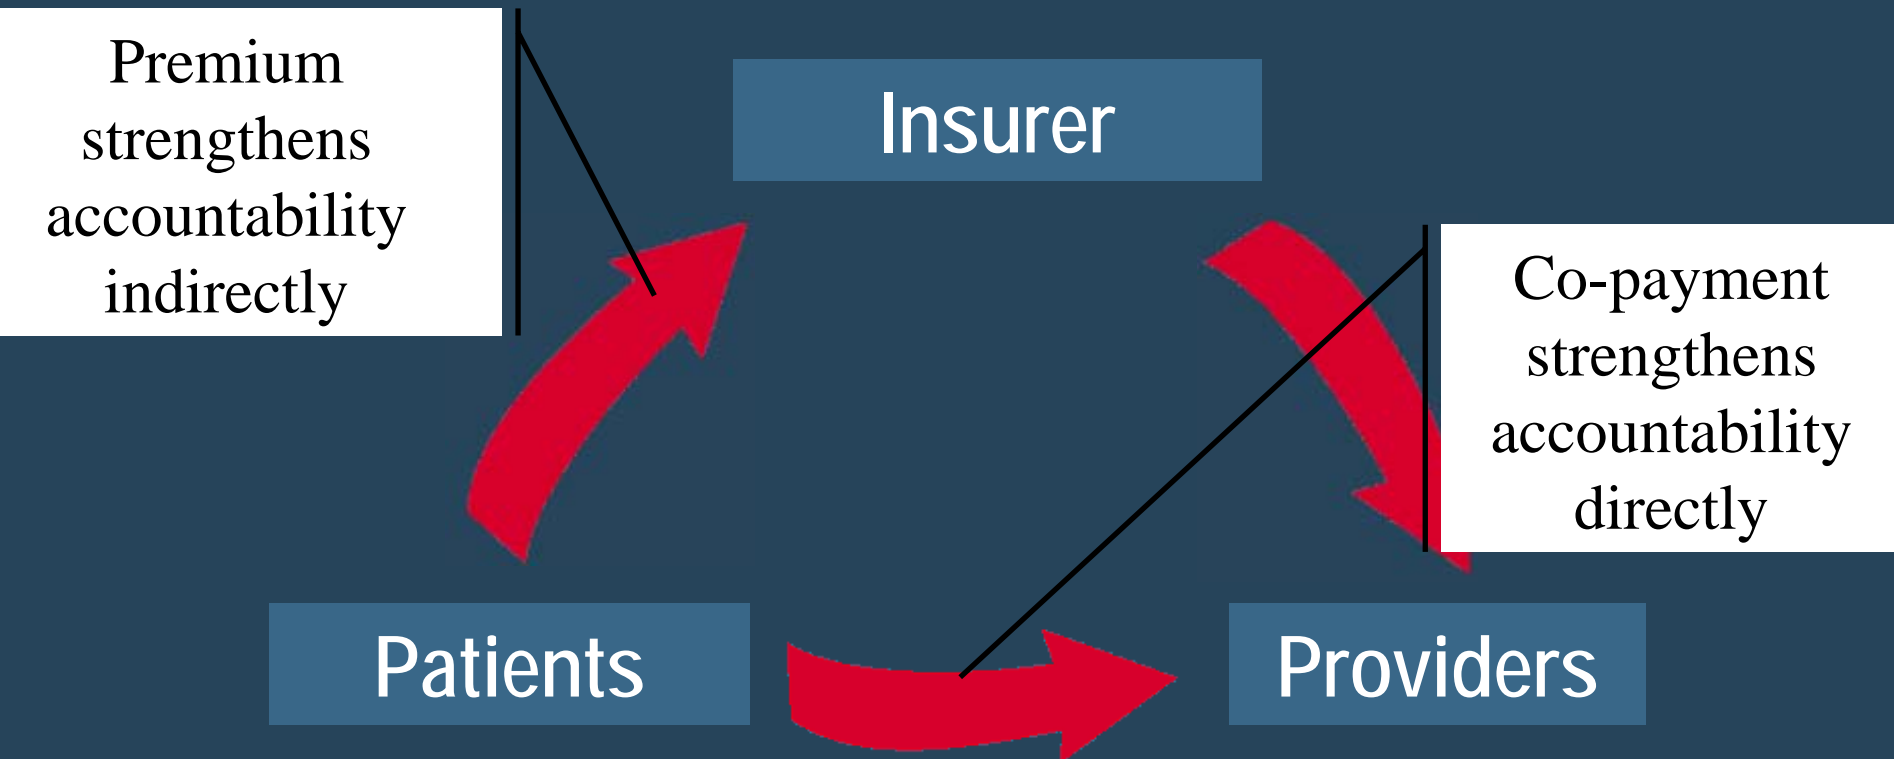 Premium
strengthens
accountability
indirectly
Insurer
Co-payment
strengthens
accountability
directly
Patients
Providers